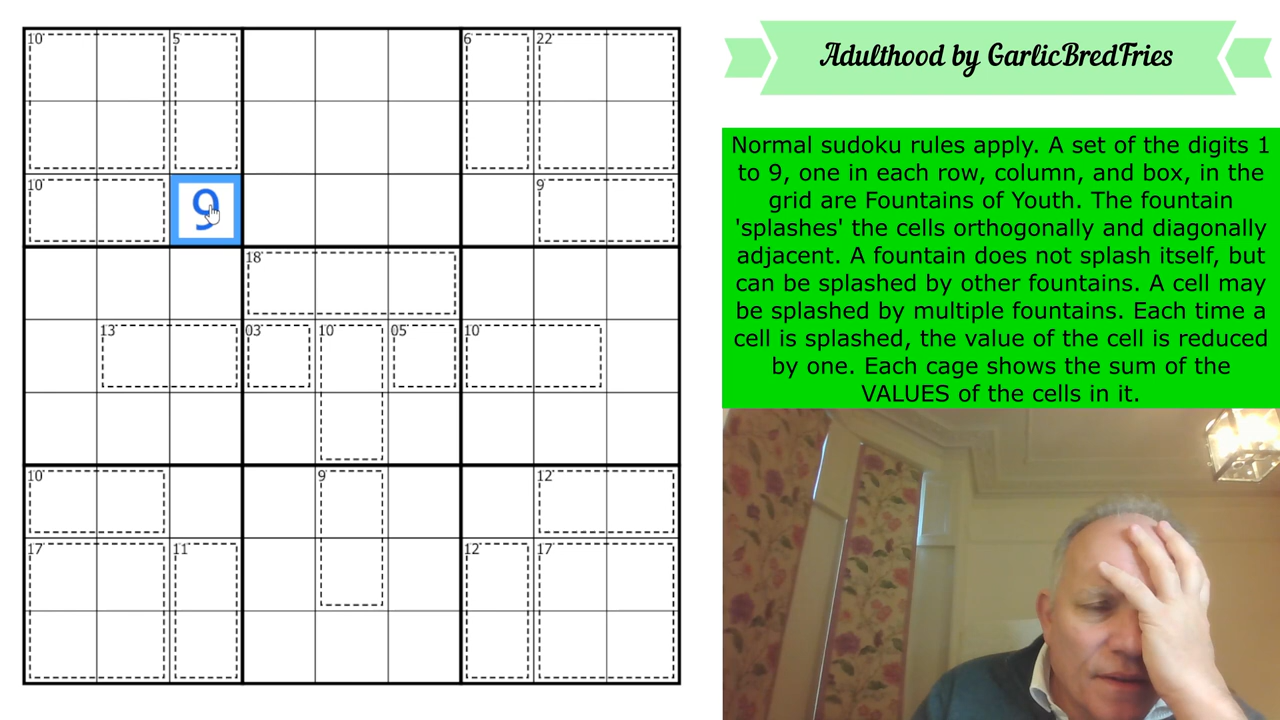 Adulthood by GarlicBredFries
Normal sudoku rules apply. A set of the digits 1
to 9, one in each row, column, and box, in the
grid are Fountains of Youth. The fountain
'splashes' the cells orthogonally and diagonally
adjacent. A fountain does not splash itself, but
can be splashed by other fountains. A cell may
be splashed by multiple fountains. Each time a
cell is splashed, the value of the cell is reduced
by one. Each cage shows the sum of the
VALUES of the cells in it.
10 5 6 22
10 9 9
18
13 03 10 05 10
10 9 12
17 11 12 17